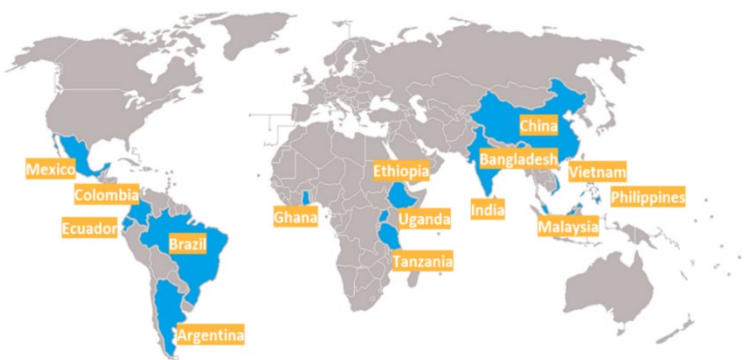 China
Bangladesh
Mexico
Ethiopia
Vietnam
Colombia
Philippines
India
Ghana
Uganda
Ecuador
Malaysia
Brazil
Tanzania
Argentina